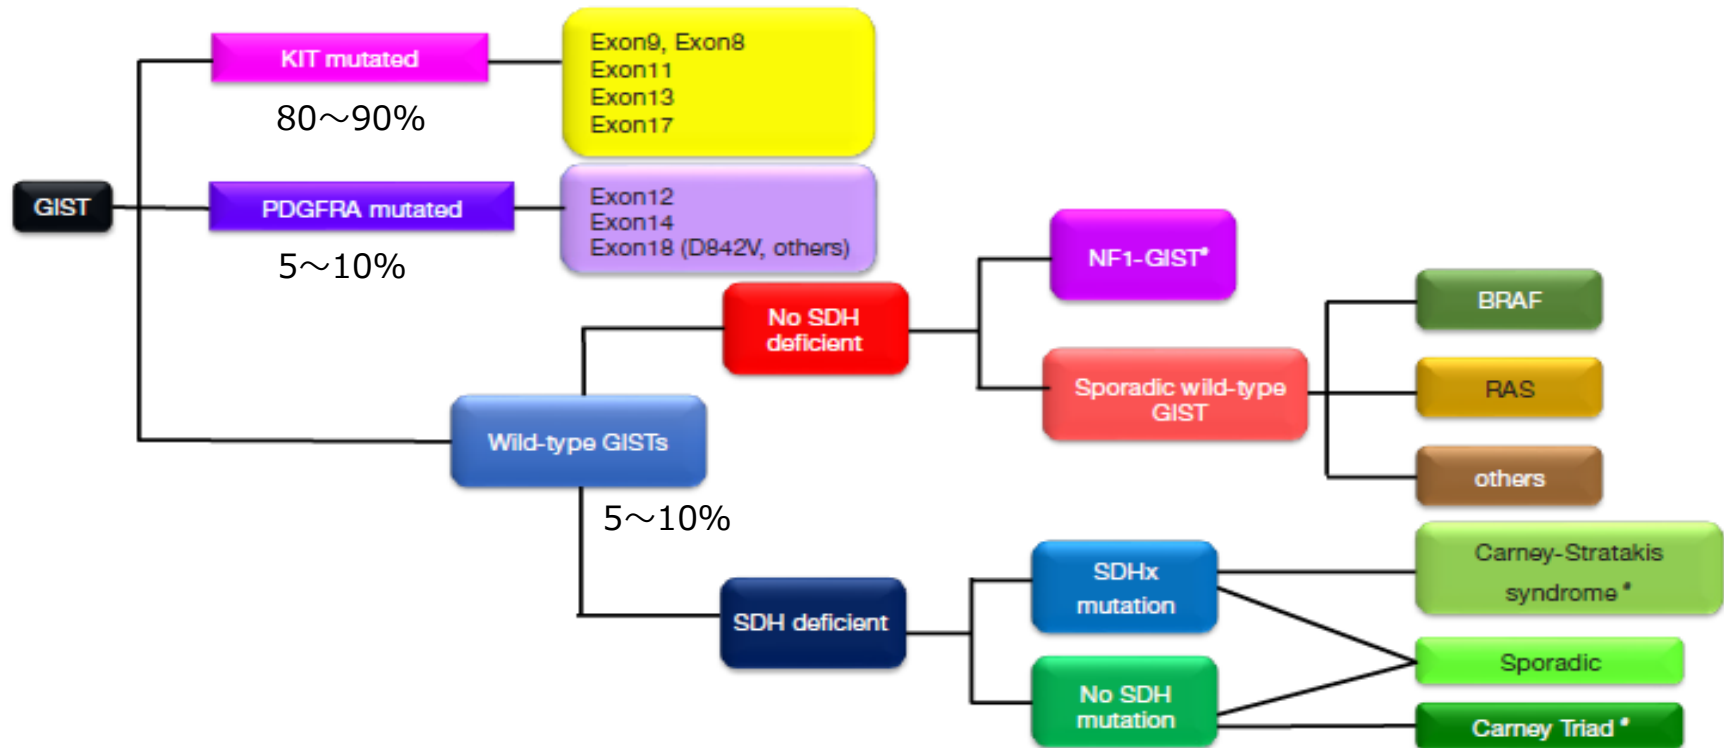 KIT mutated
80～90%
Exon9, Exon8
Exon11
Exon13
Exon17
GIST
PDGFRA mutated
5～10%
Exon12
Exon14
Exon18 (D842V, others)
No SDH
deficient
NF1-GIST*
Sporadic wild-type
GIST
BRAF
RAS
others
Wild-type GISTs
5～10%
SDH deficient
SDHx
mutation
No SDH
mutation
Carney-Stratakis
syndrome *
Sporadic
Carney Triad *